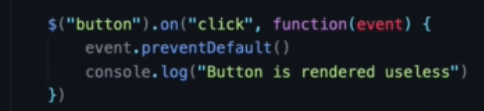 $("button").on("click", function(event) {
    event.preventDefault()
    console.log("Button is rendered useless")
})